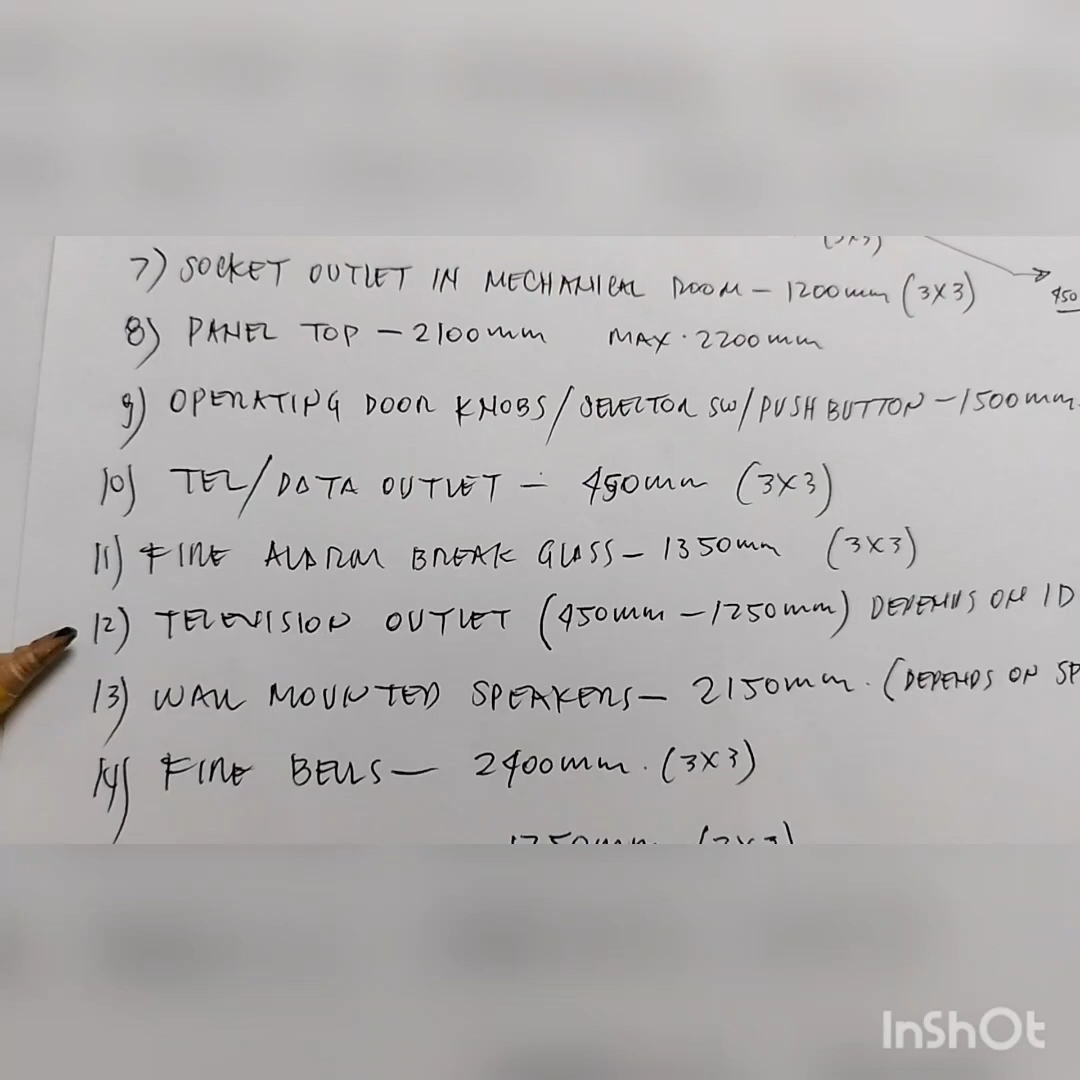 7) SOCKET OUTLET IN MECHANICAL ROOM - 1200mm (3X3)
450
8) PANEL TOP - 2100mm MAX. 2200mm
9) OPERATING DOOR KNOBS/SELECTOR SW/PUSH BUTTON - 1500mm
10) TEL/DATA OUTLET - 450mm (3X3)
11) FIRE ALARM BREAK GLASS - 1350mm (3X3)
12) TELEVISION OUTLET (450mm - 1250mm) DEPENDS ON ID
13) WALL MOUNTED SPEAKERS - 2150mm. (DEPENDS ON SP
14) FIRE BELLS - 2400mm. (3X3)
InShOt